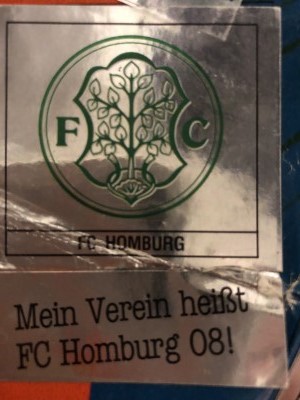 F C
FC HOMBURG
Mein Verein heißt
FC Homburg 08!